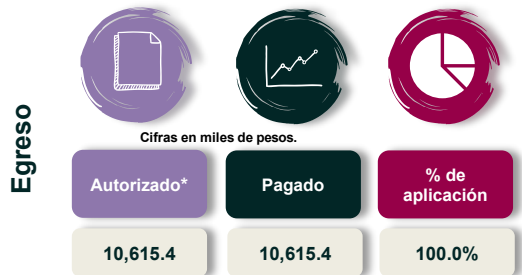 Egreso
Cifras en miles de pesos.
Autorizado*
Pagado
% de
aplicación
10,615.4
10,615.4
100.0%